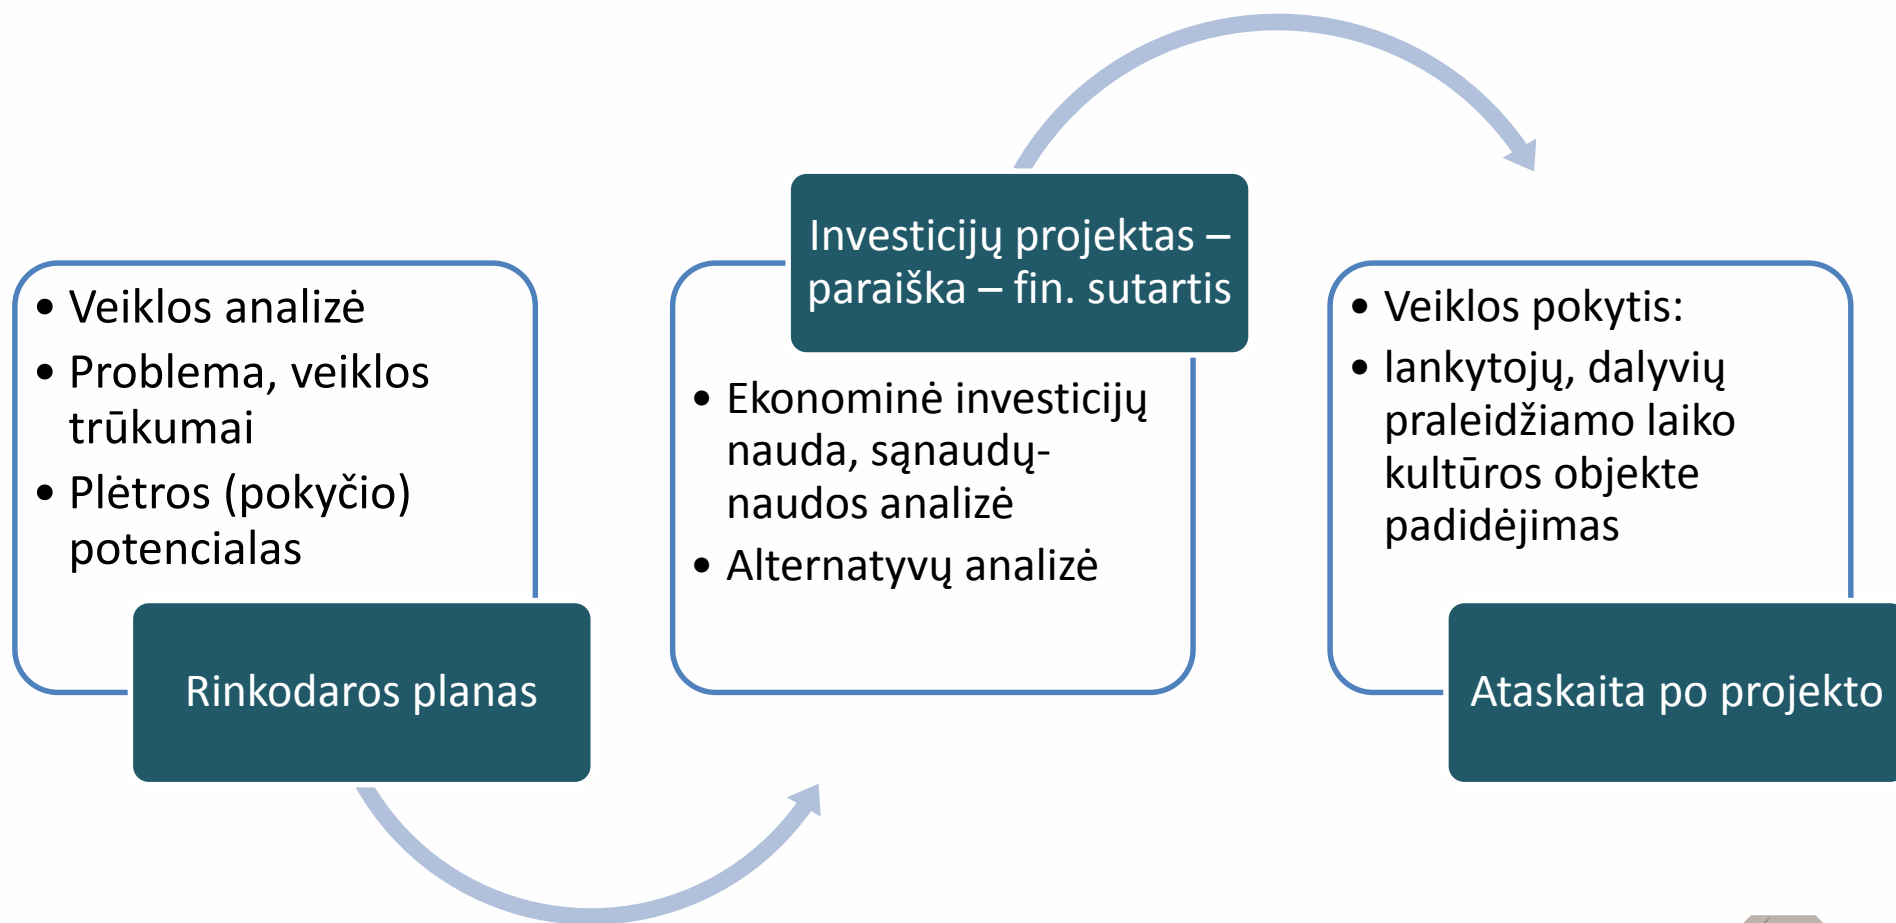 • Veiklos analizė
• Problema, veiklos
trūkumai
• Plėtros (pokyčio)
potencialas
Rinkodaros planas
Investicijų projektas –
paraiška – fin. sutartis
• Ekonominė investicijų
nauda, sąnaudų-
naudos analizė
• Alternatyvų analizė
• Veiklos pokytis:
• lankytojų, dalyvių
praleidžiamo laiko
kultūros objekte
padidėjimas
Ataskaita po projekto